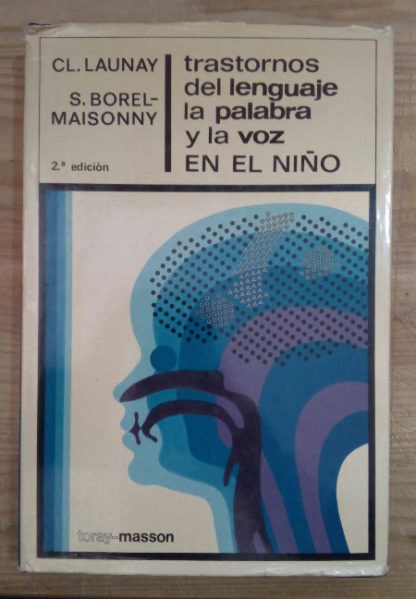 CL. LAUNAY
S. BOREL-
MAISONNY
2.ª edición
trastornos
del lenguaje
la palabra
y la voz
EN EL NIÑO
toray-masson